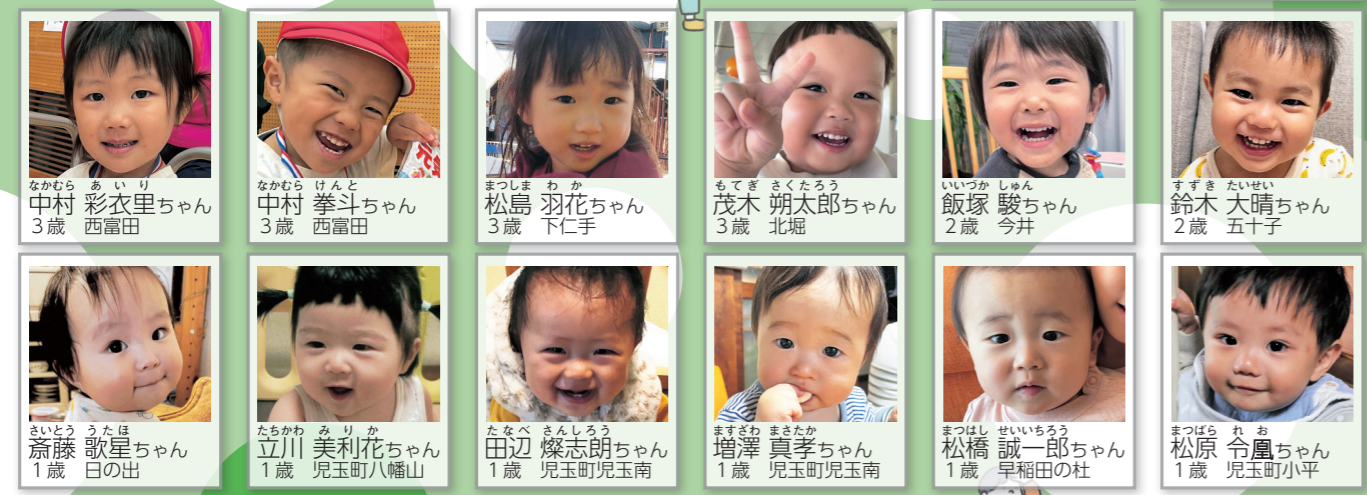 なかむら あいり
中村 彩衣里ちゃん
3歳 西富田
なかむら けんと
中村 拳斗ちゃん
3歳 西富田
まつしま わか
松島 羽花ちゃん
3歳 下仁手
もてぎ さくたろう
茂木 朔太郎ちゃん
3歳 北堀
いいづか しゅん
飯塚 駿ちゃん
2歳 今井
すずき たいせい
鈴木 大晴ちゃん
2歳 五十子
さいとう うたほ
斎藤 歌星ちゃん
1歳 日の出
たちかわ みりか
立川 美利花ちゃん
1歳 児玉町八幡山
たなべ さんしろう
田辺 燦志朗ちゃん
1歳 児玉町児玉南
ますざわ まさたか
増澤 真孝ちゃん
1歳 児玉町児玉南
まつはし せいいちろう
松橋 誠一郎ちゃん
1歳 早稲田の杜
まつばら れお
松原 令凰ちゃん
1歳 児玉町小平